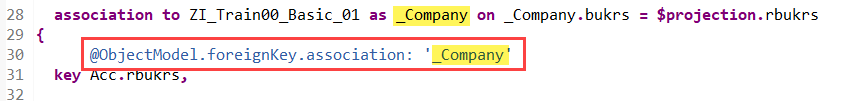 28 association to ZI_Train00_Basic_01 as _Company on _Company.bukrs = $projection.rbukrs
29 {
30 @ObjectModel.foreignKey.association: '_Company'
31 key Acc.rbukrs,
32